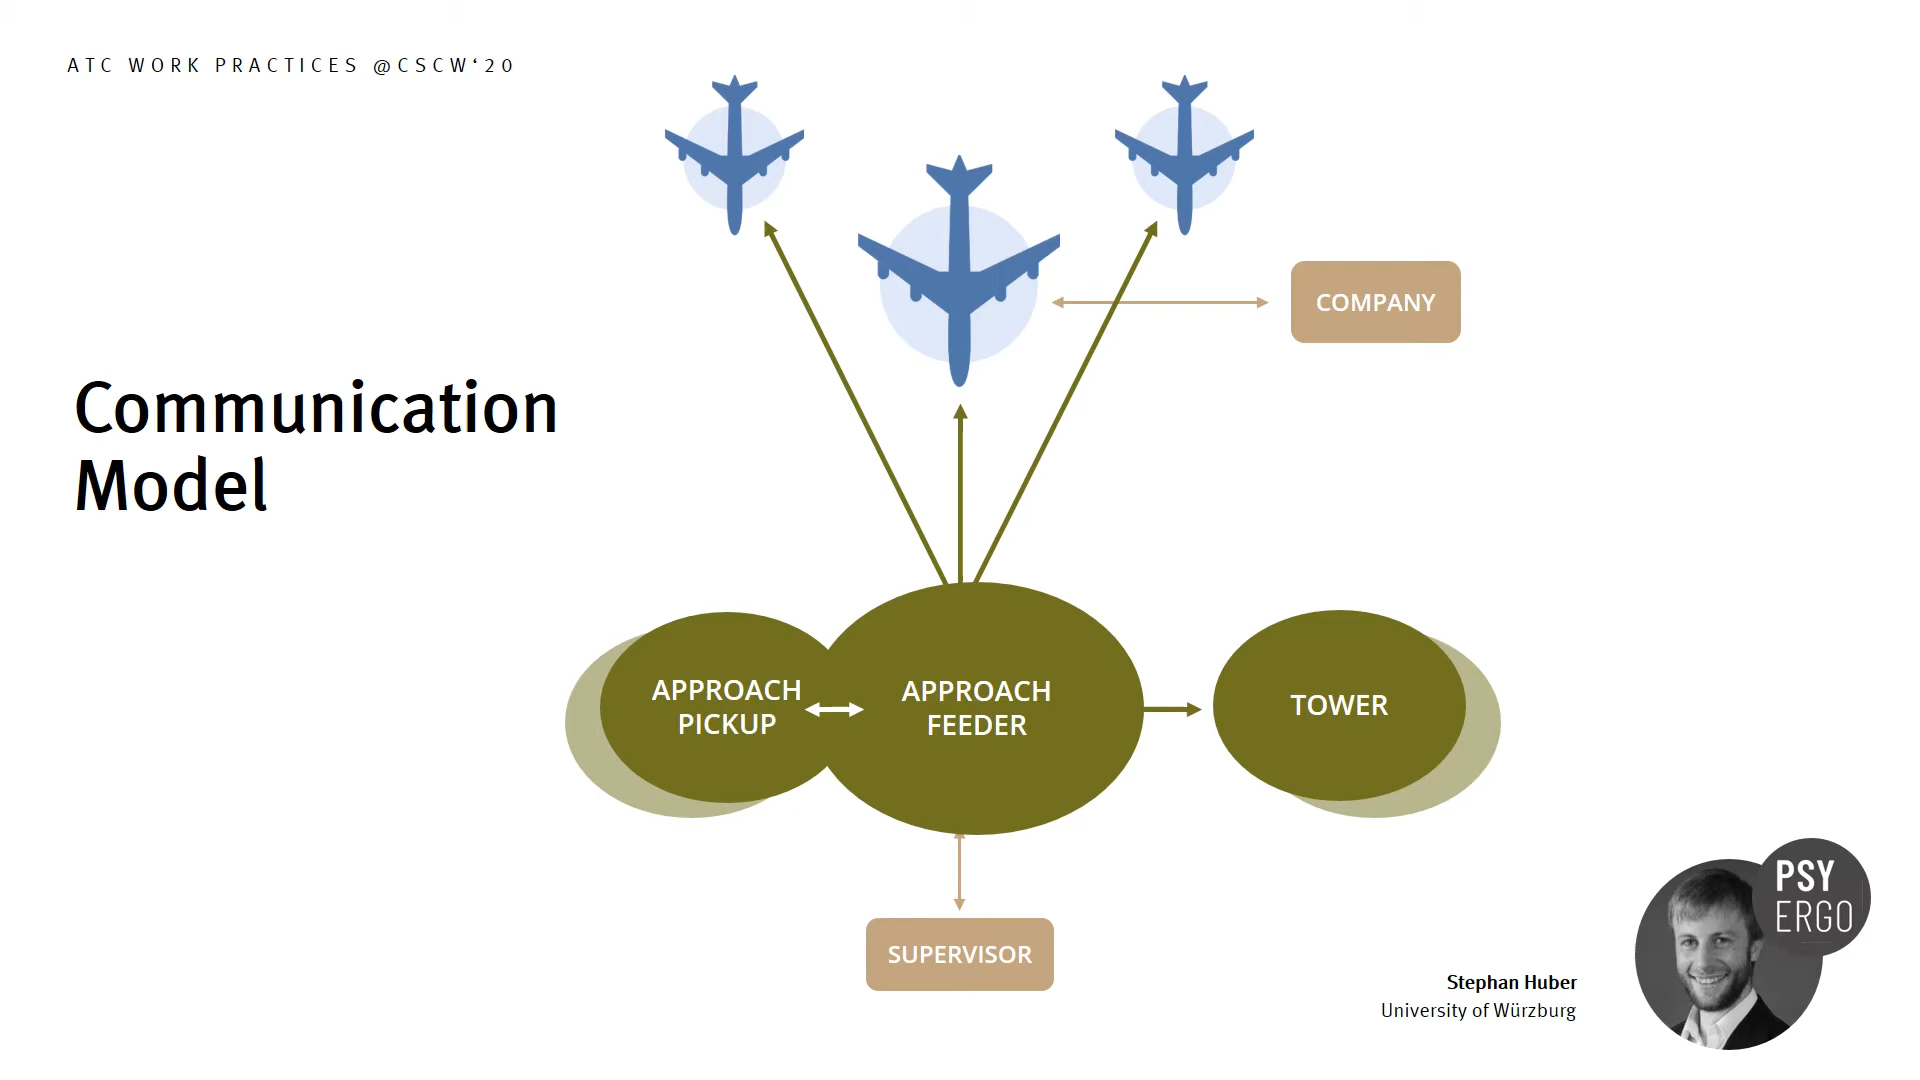 ATC WORK PRACTICES @CSCW‘20
Communication
Model
COMPANY
APPROACH
PICKUP
APPROACH
FEEDER
TOWER
SUPERVISOR
PSY
ERGO
Stephan Huber
University of Würzburg